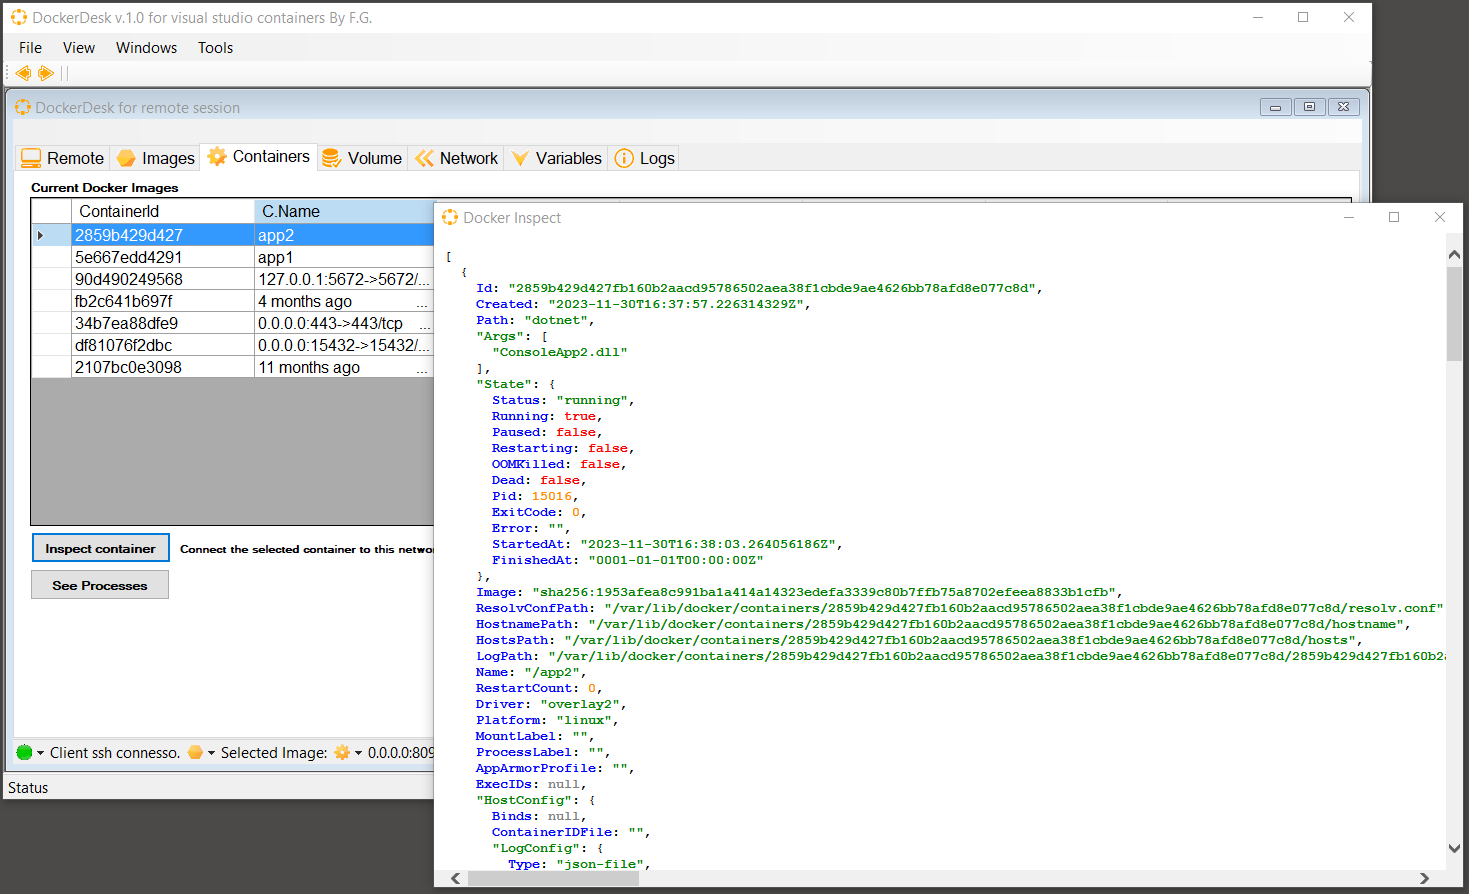 DockerDesk v.1.0 for visual studio containers By F.G.
File View Windows Tools
DockerDesk for remote session
Remote Images Containers Volume Network Variables Logs
Current Docker Images
ContainerId C.Name
2859b429d427 app2
5e667edd4291 app1
90d490249568 127.0.0.1:5672->5672/...
fb2c641b697f 4 months ago ...
34b7ea88dfe9 0.0.0.0:443->443/tcp ...
df81076f2dbc 0.0.0.0:15432->15432/...
2107bc0e3098 11 months ago ...
Inspect container Connect the selected container to this netwo
See Processes
Client ssh connesso. Selected Image: 0.0.0.0:809
Status
Docker Inspect
[
{
Id: "2859b429d427fb160b2aacd95786502aea38f1cbde9ae4626bb78afd8e077c8d",
Created: "2023-11-30T16:37:57.226314329Z",
Path: "dotnet",
"Args": [
"ConsoleApp2.dll"
],
"State": {
Status: "running",
Running: true,
Paused: false,
Restarting: false,
OOMKilled: false,
Dead: false,
Pid: 15016,
ExitCode: 0,
Error: "",
StartedAt: "2023-11-30T16:38:03.264056186Z",
FinishedAt: "0001-01-01T00:00:00Z"
},
Image: "sha256:1953afea8c991ba1a414a14323edefa3339c80b7ffb75a8702efeea8833b1cfb",
ResolvConfPath: "/var/lib/docker/containers/2859b429d427fb160b2aacd95786502aea38f1cbde9ae4626bb78afd8e077c8d/resolv.conf"
HostnamePath: "/var/lib/docker/containers/2859b429d427fb160b2aacd95786502aea38f1cbde9ae4626bb78afd8e077c8d/hostname",
HostsPath: "/var/lib/docker/containers/2859b429d427fb160b2aacd95786502aea38f1cbde9ae4626bb78afd8e077c8d/hosts",
LogPath: "/var/lib/docker/containers/2859b429d427fb160b2aacd95786502aea38f1cbde9ae4626bb78afd8e077c8d/2859b429d427fb160b2a
Name: "/app2",
RestartCount: 0,
Driver: "overlay2",
Platform: "linux",
MountLabel: "",
ProcessLabel: "",
AppArmorProfile: "",
ExecIDs: null,
"HostConfig": {
Binds: null,
ContainerIDFile: "",
"LogConfig": {
Type: "json-file",